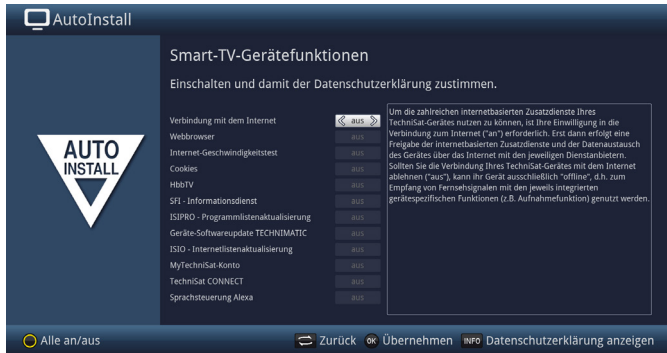 AutoInstall
Smart-TV-Gerätefunktionen
Einschalten und damit der Datenschutzerklärung zustimmen.
AUTO
INSTALL
Verbindung mit dem Internet aus
Webbrowser aus
Internet-Geschwindigkeitstest aus
Cookies aus
HbbTV aus
SFI - Informationsdienst aus
ISIPRO - Programmlistenaktualisierung aus
Geräte-Softwareupdate TECHNIMATIC aus
ISIO - Internetlistenaktualisierung aus
MyTechniSat-Konto aus
TechniSat CONNECT aus
Sprachsteuerung Alexa aus
Um die zahlreichen internetbasierten Zusatzdienste Ihres
TechniSat-Gerätes nutzen zu können, ist Ihre Einwilligung in die
Verbindung zum Internet ("an") erforderlich. Erst dann erfolgt eine
Freigabe der internetbasierten Zusatzdienste und der Datenaustausch
des Gerätes über das Internet mit den jeweiligen Dienstanbietern.
Sollten Sie die Verbindung Ihres TechniSat-Gerätes mit dem Internet
ablehnen ("aus"), kann ihr Gerät ausschließlich "offline", d.h. zum
Empfang von Fernsehsignalen mit den jeweils integrierten
gerätespezifischen Funktionen (z.B. Aufnahmefunktion) genutzt werden.
Alle an/aus
Zurück
OK Übernehmen
INFO Datenschutzerklärung anzeigen